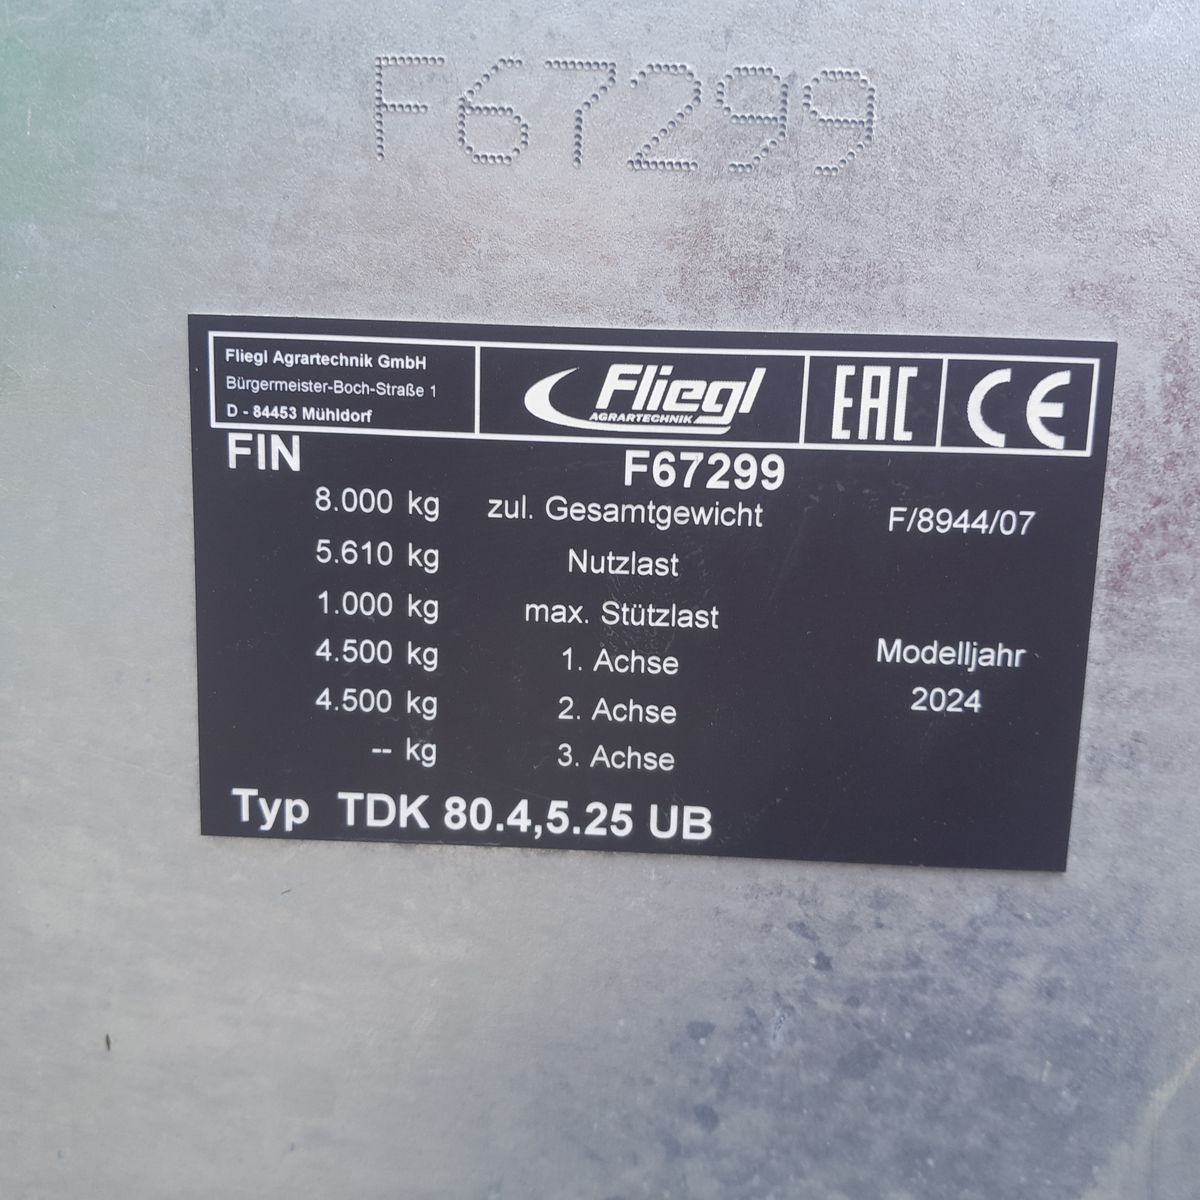 F67299
Fliegl Agrartechnik GmbH
Bürgermeister-Boch-Straße 1
D - 84453 Mühldorf
Fliegl
AGRARTECHNIK
EAC
CE
FIN F67299
8.000 kg zul. Gesamtgewicht F/8944/07
5.610 kg Nutzlast
1.000 kg max. Stützlast
4.500 kg 1. Achse Modelljahr
4.500 kg 2. Achse 2024
-- kg 3. Achse
Typ TDK 80.4,5.25 UB